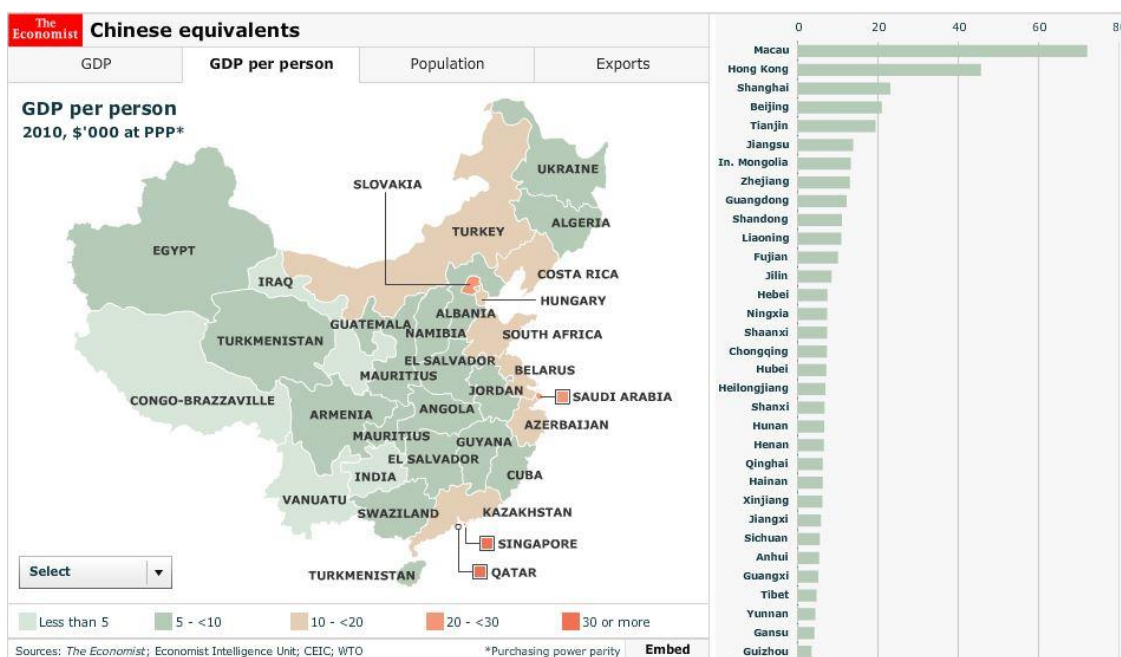 The
Economist
Chinese equivalents
GDP
GDP per person
Population
Exports
GDP per person
2010, $'000 at PPP*
SLOVAKIA
UKRAINE
ALGERIA
TURKEY
EGYPT
IRAQ
COSTA RICA
HUNGARY
ALBANIA
GUATEMALA
NAMIBIA
SOUTH AFRICA
TURKMENISTAN
EL SALVADOR
BELARUS
MAURITIUS
JORDAN
SAUDI ARABIA
CONGO-BRAZZAVILLE
ARMENIA
ANGOLA
AZERBAIJAN
MAURITIUS
GUYANA
EL SALVADOR
CUBA
INDIA
VANUATU
SWAZILAND
KAZAKHSTAN
SINGAPORE
QATAR
TURKMENISTAN
Select
Less than 5
5 - <10
10 - <20
20 - <30
30 or more
Sources: The Economist; Economist Intelligence Unit; CEIC; WTO
*Purchasing power parity
Embed
0 20 40 60 80
Macau
Hong Kong
Shanghai
Beijing
Tianjin
Jiangsu
In. Mongolia
Zhejiang
Guangdong
Shandong
Liaoning
Fujian
Jilin
Hebei
Ningxia
Shaanxi
Chongqing
Hubei
Heilongjiang
Shanxi
Hunan
Henan
Qinghai
Hainan
Xinjiang
Jiangxi
Sichuan
Anhui
Guangxi
Tibet
Yunnan
Gansu
Guizhou